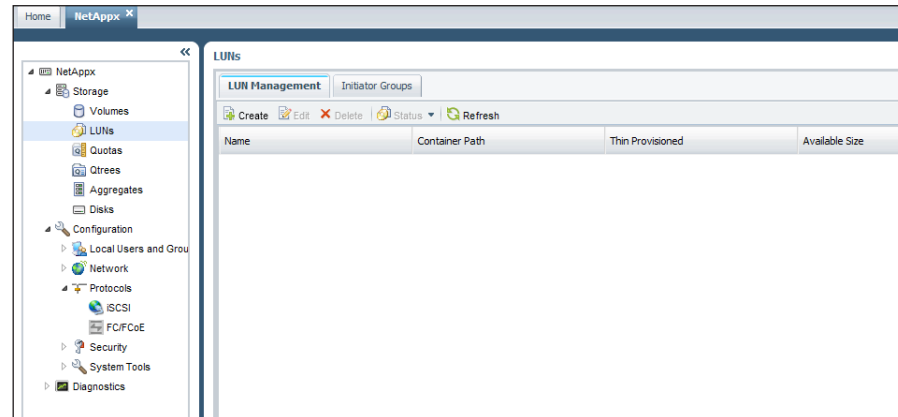 Home NetAppx
LUNs
NetAppx
Storage
Volumes
LUNs
Quotas
Qtrees
Aggregates
Disks
Configuration
Local Users and Grou
Network
Protocols
iSCSI
FC/FCoE
Security
System Tools
Diagnostics
LUN Management Initiator Groups
Create Edit Delete Status Refresh
Name Container Path Thin Provisioned Available Size